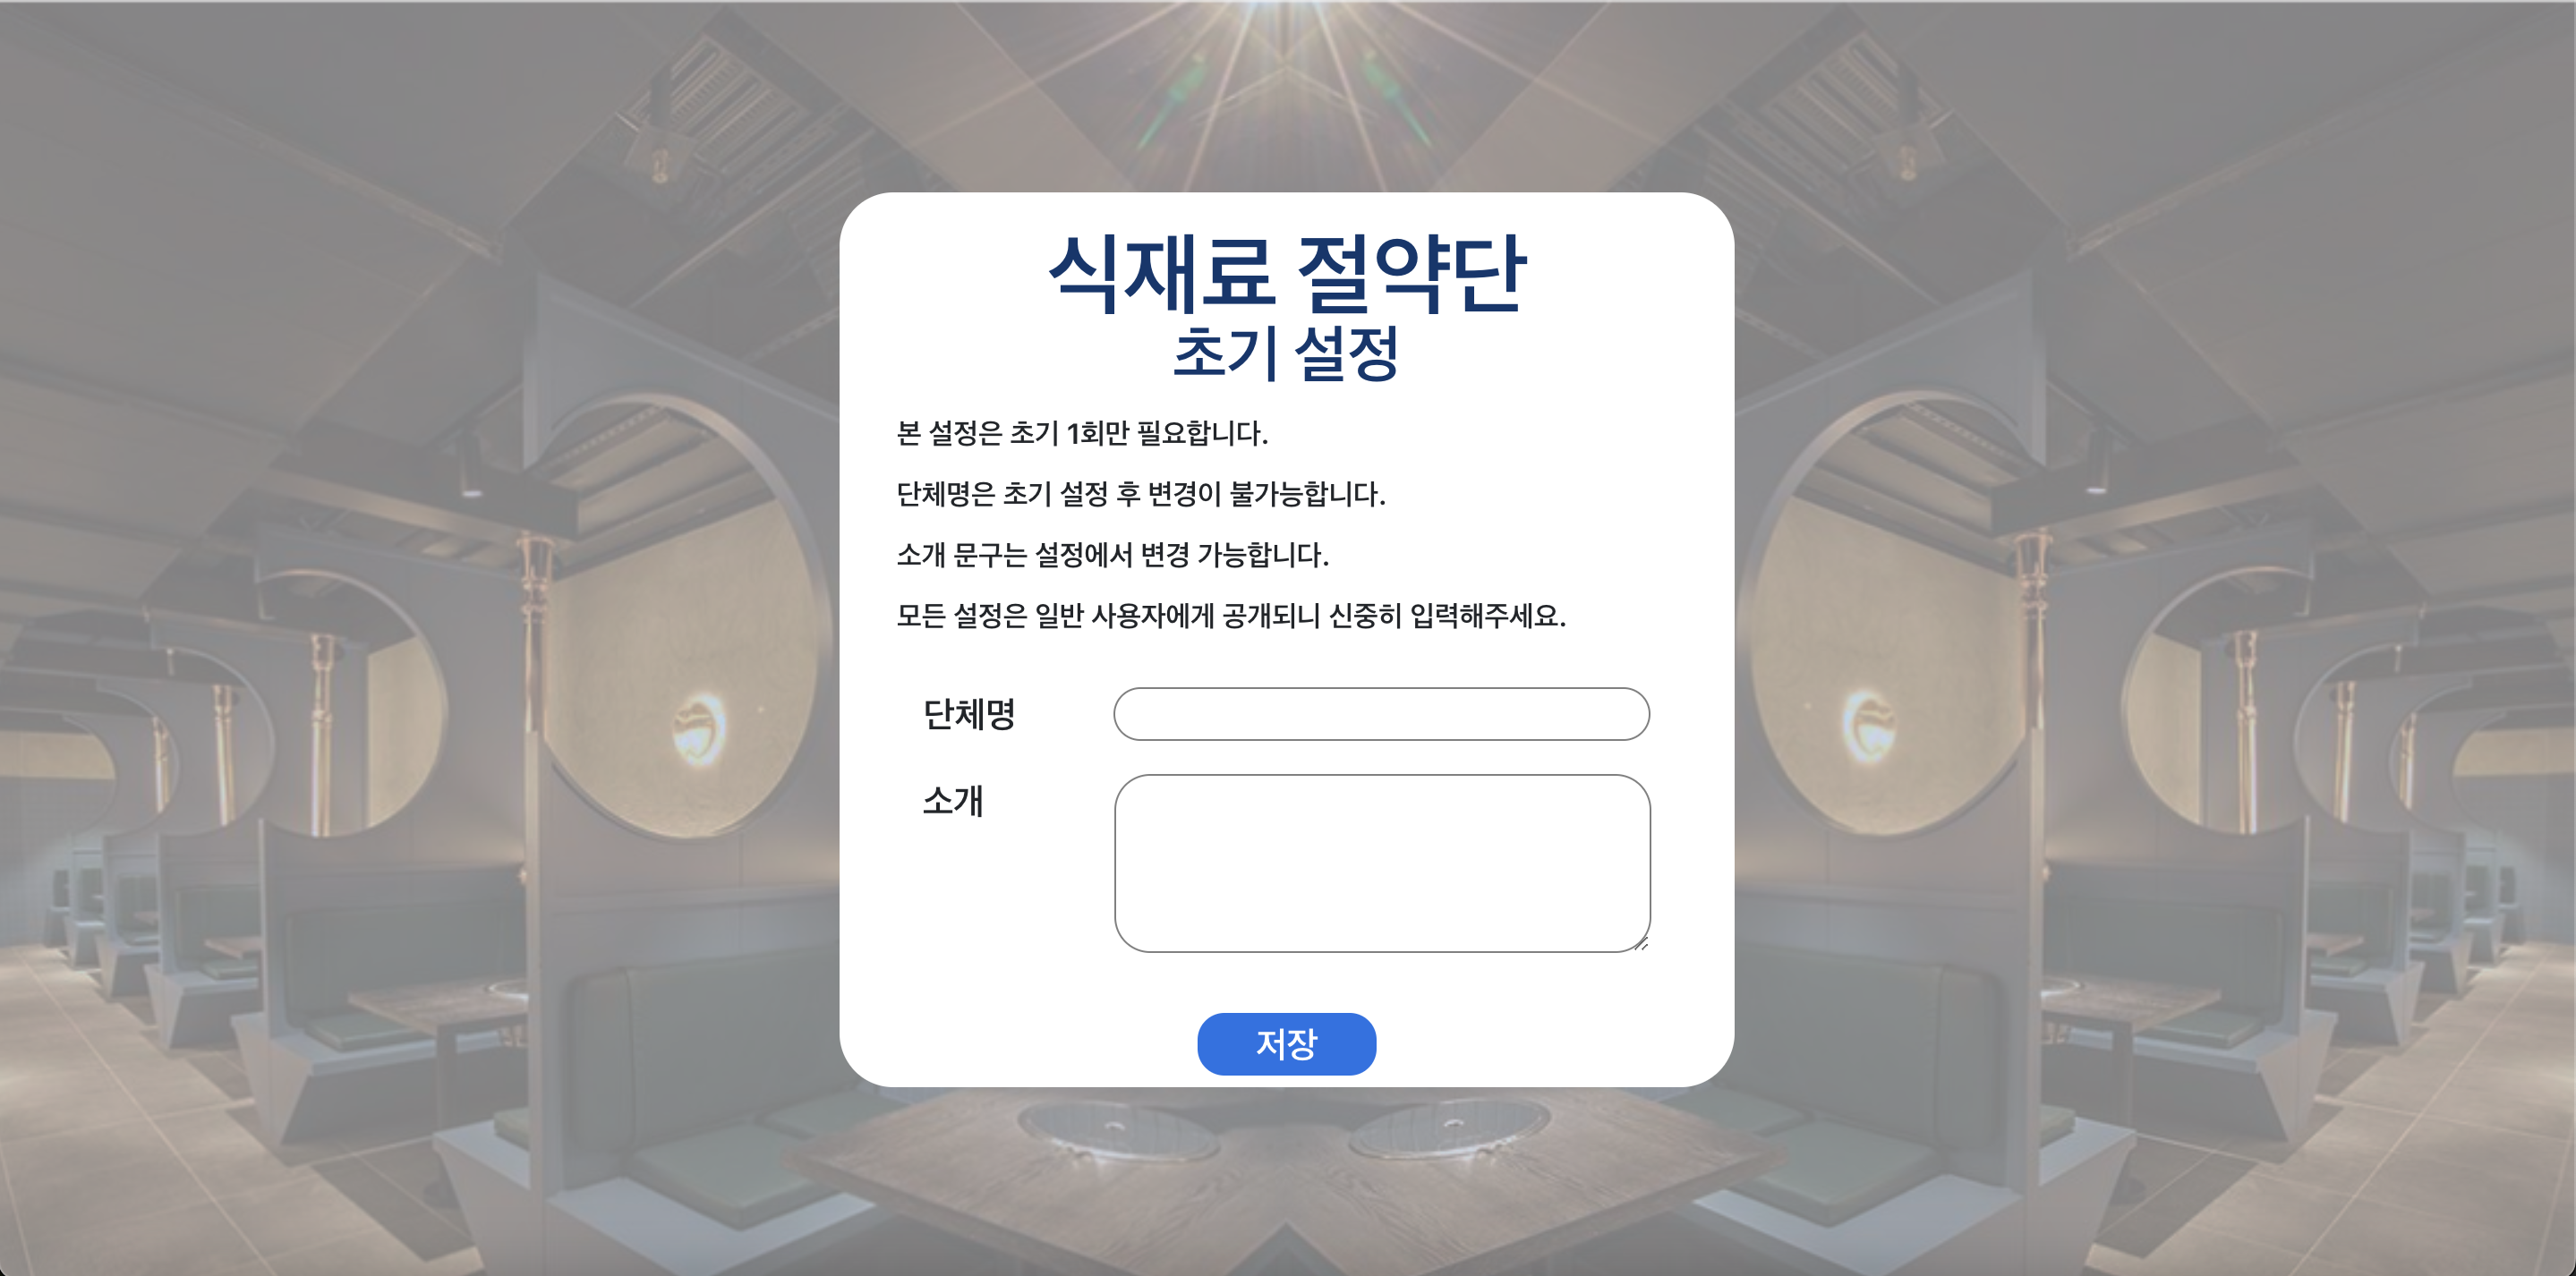 식재료 절약단
초기 설정
본 설정은 초기 1회만 필요합니다.
단체명은 초기 설정 후 변경이 불가능합니다.
소개 문구는 설정에서 변경 가능합니다.
모든 설정은 일반 사용자에게 공개되니 신중히 입력해주세요.
단체명
소개
저장